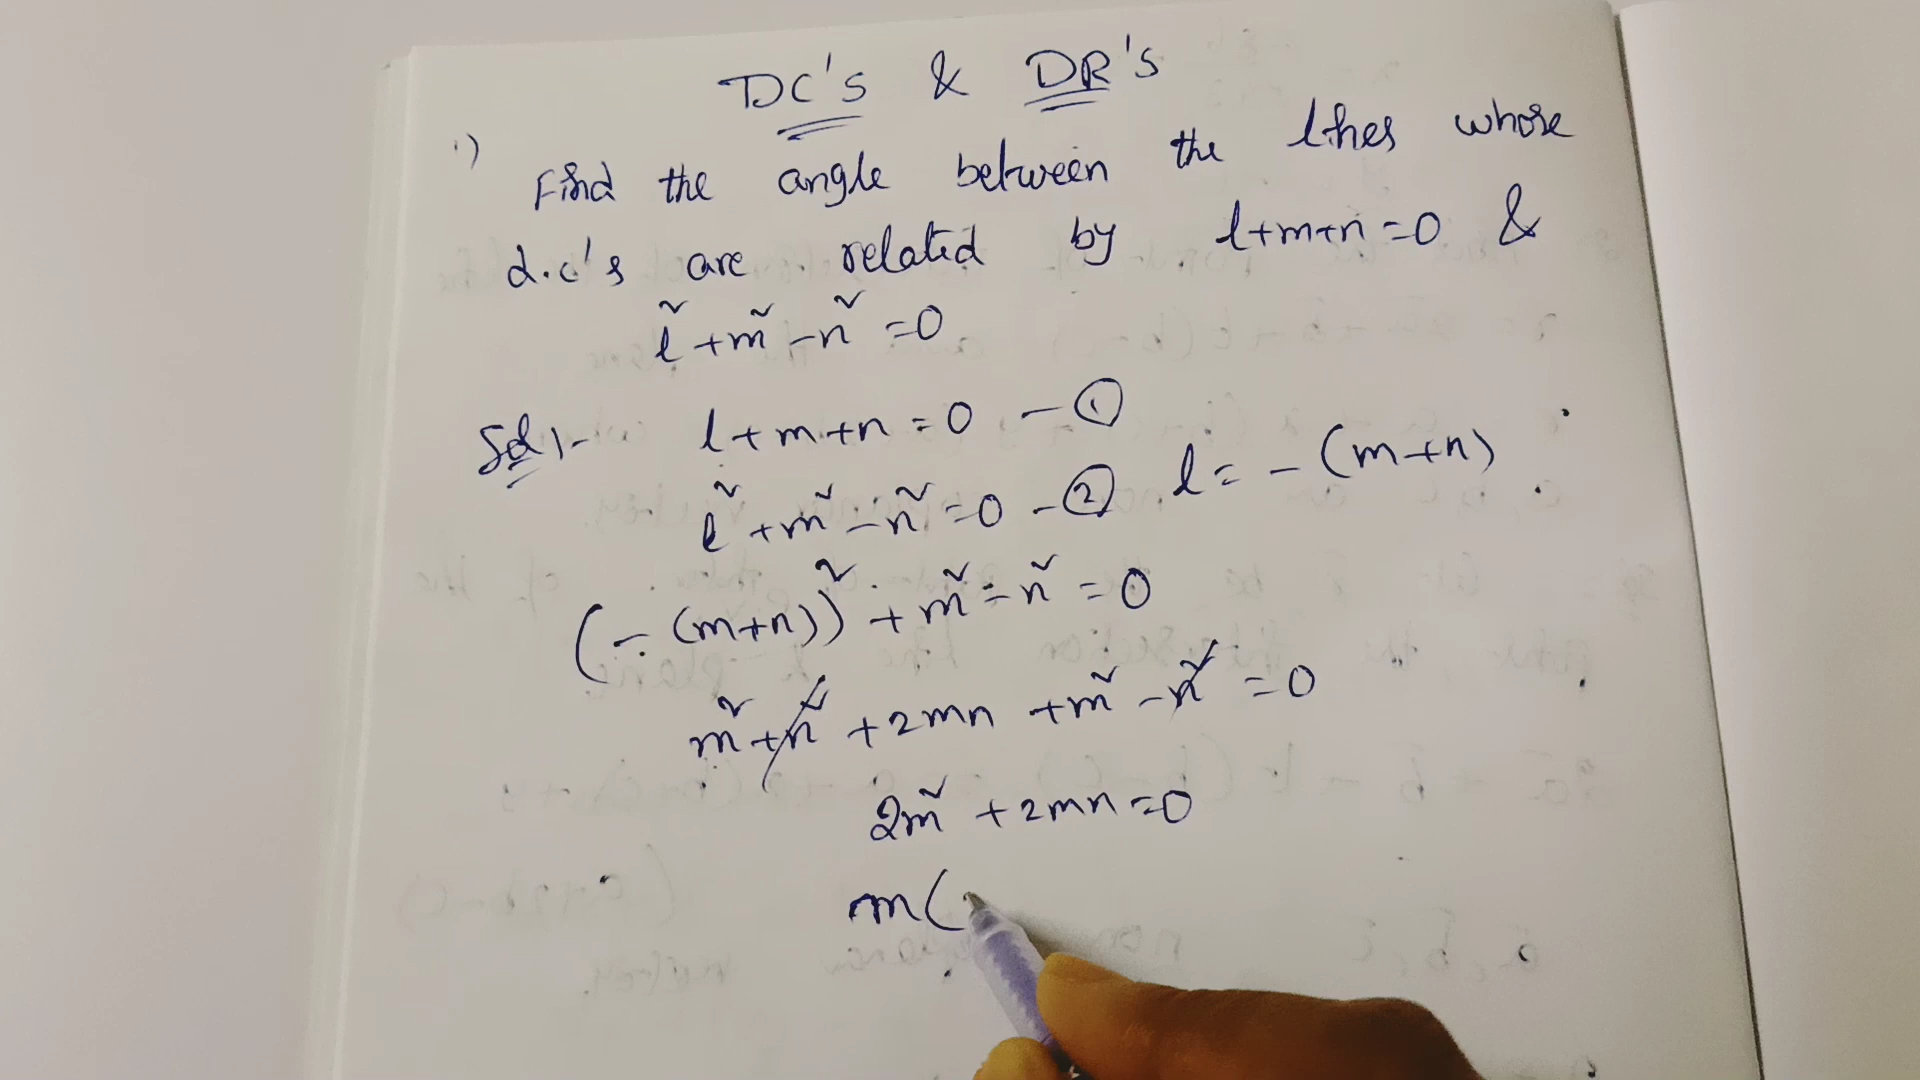 DC's & DR's
1) Find the angle between the lines whose
d.c's are related by l+m+n=0 &
l²+m²-n²=0
Sol:- l+m+n=0 -①
l²+m²-n²=0 -② l=-(m+n)
(-(m+n))²+m²-n²=0
m²+n²+2mn+m²-n²=0
2m²+2mn=0
m(